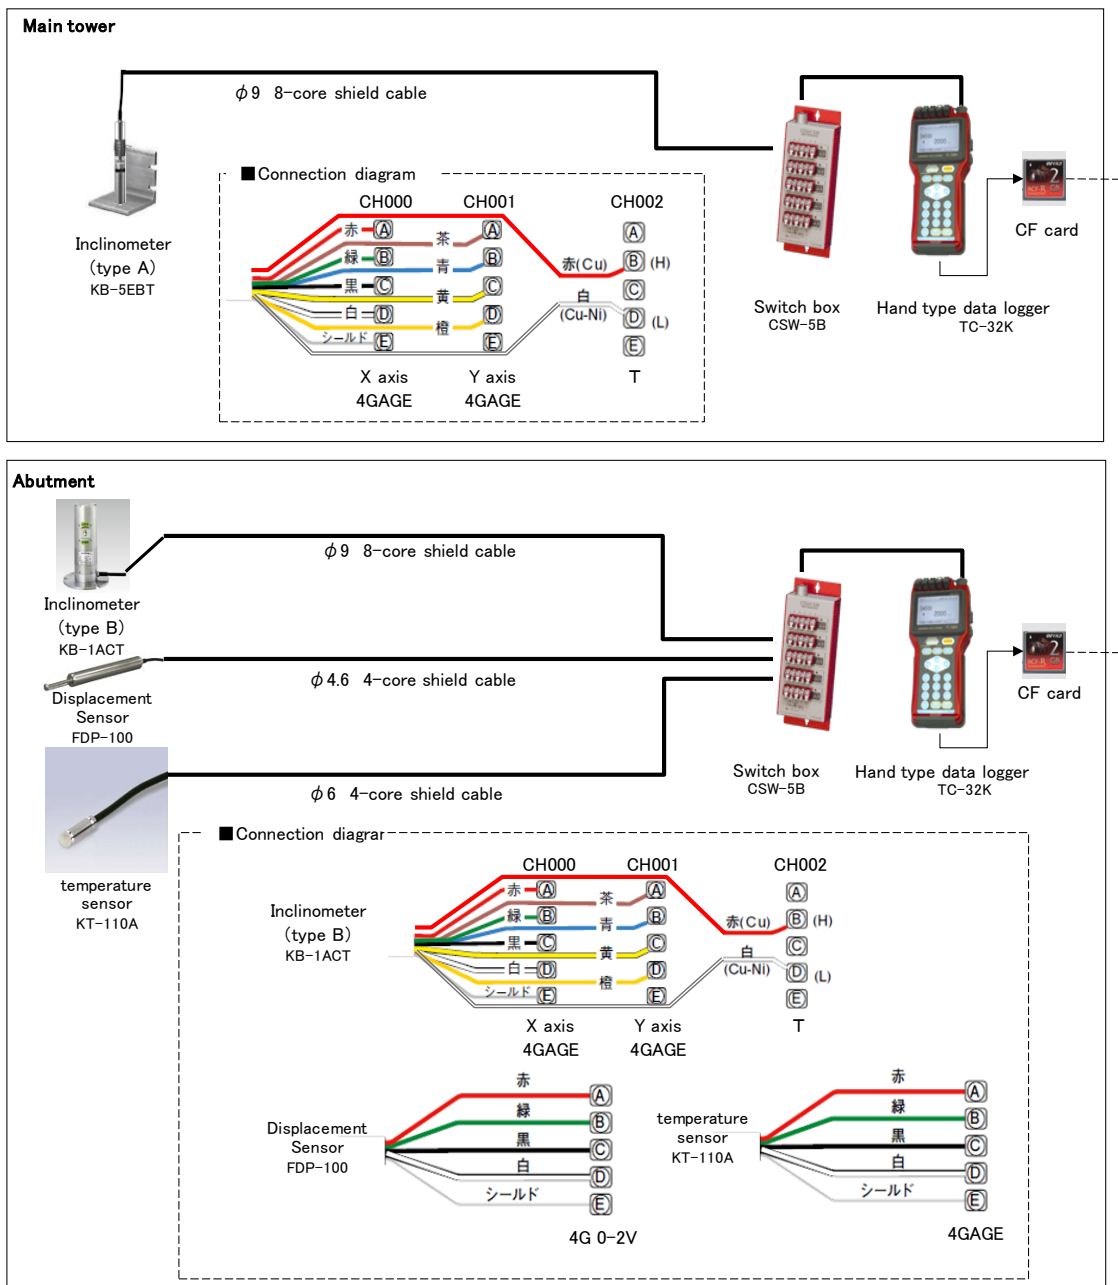 Main tower
φ9 8-core shield cable
Inclinometer
(type A)
KB-5EBT
■Connection diagram
CH000
CH001
CH002
赤
A
茶
A
A
緑
B
青
B
赤(Cu)
B
(H)
黒
C
黄
C
C
白
D
橙
D
白
(Cu-Ni)
D
(L)
シールド
E
E
E
X axis
4GAGE
Y axis
4GAGE
T
Switch box
CSW-5B
Hand type data logger
TC-32K
2
CF card
Abutment
φ9 8-core shield cable
Inclinometer
(type B)
KB-1ACT
φ4.6 4-core shield cable
Displacement
Sensor
FDP-100
φ6 4-core shield cable
temperature
sensor
KT-110A
Switch box
CSW-5B
Hand type data logger
TC-32K
2
CF card
■Connection diagrar
Inclinometer
(type B)
KB-1ACT
CH000
CH001
CH002
赤
A
茶
A
A
緑
B
青
B
赤(Cu)
B
(H)
黒
C
黄
C
C
白
D
橙
D
白
(Cu-Ni)
D
(L)
シールド
E
E
E
X axis
4GAGE
Y axis
4GAGE
T
Displacement
Sensor
FDP-100
赤
A
緑
B
黒
C
白
D
シールド
E
4G 0-2V
temperature
sensor
KT-110A
赤
A
緑
B
黒
C
白
D
シールド
E
4GAGE